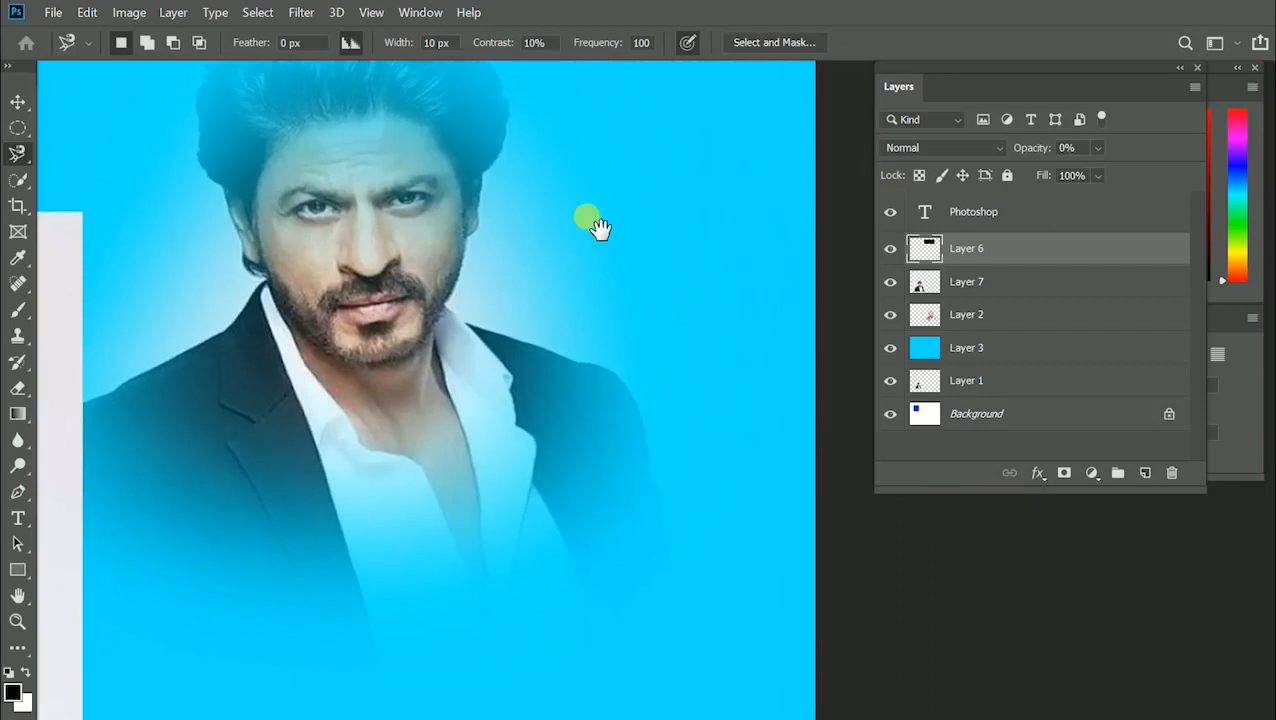 Ps File Edit Image Layer Type Select Filter 3D View Window Help
Feather: 0 px Width: 10 px Contrast: 10% Frequency: 100 Select and Mask...
Layers
Kind
Normal Opacity: 0%
Lock: Fill: 100%
Photoshop
Layer 6
Layer 7
Layer 2
Layer 3
Layer 1
Background
fx